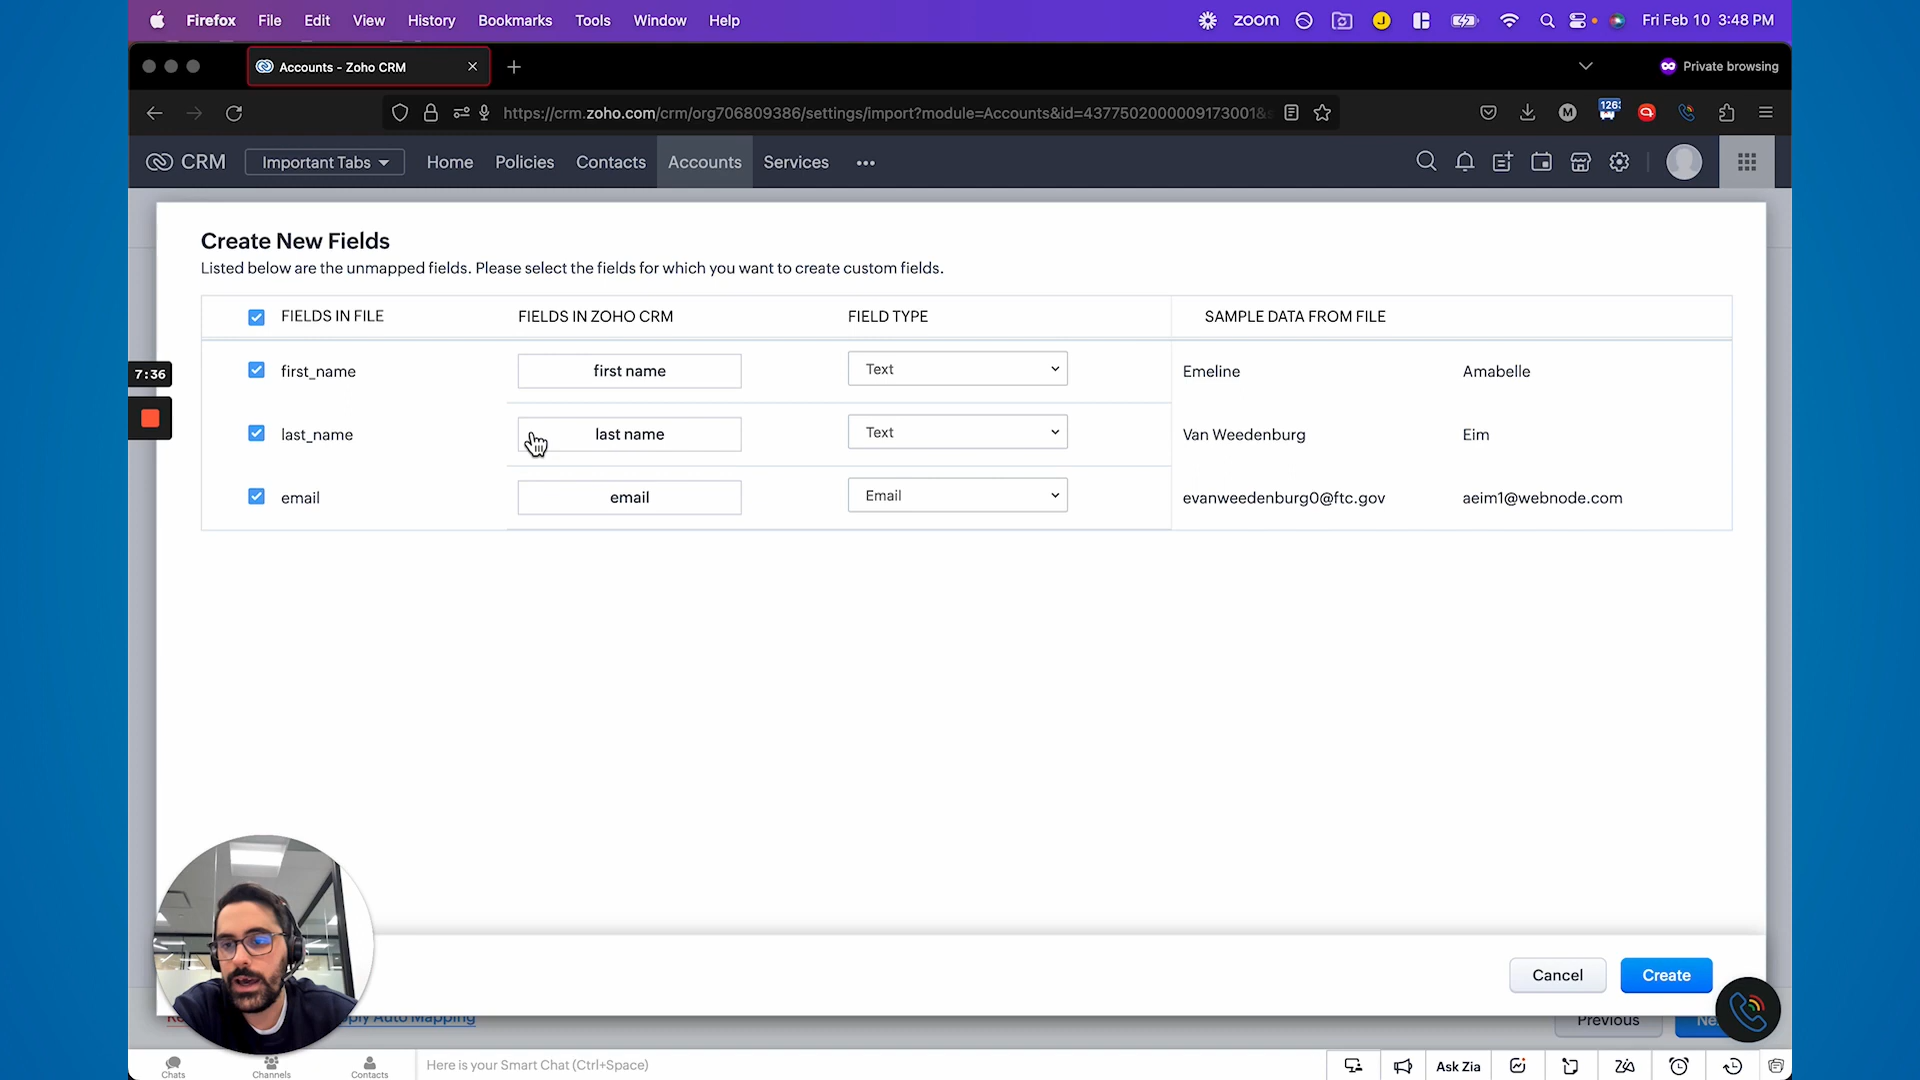 Firefox File Edit View History Bookmarks Tools Window Help zoom Fri Feb 10 3:48 PM
Accounts - Zoho CRM Private browsing
https://crm.zoho.com/crm/org706809386/settings/import?module=Accounts&id=4377502000009173001&s
CRM Important Tabs Home Policies Contacts Accounts Services
Create New Fields
Listed below are the unmapped fields. Please select the fields for which you want to create custom fields.
FIELDS IN FILE FIELDS IN ZOHO CRM FIELD TYPE SAMPLE DATA FROM FILE
first_name first name Text Emeline Amabelle
7:36
last_name last name Text Van Weedenburg Eim
email email Email evanweedenburg0@ftc.gov aeim1@webnode.com
Cancel Create
Auto Mapping Previous
Chats Channels Contacts Here is your Smart Chat (Ctrl+Space) Ask Zia